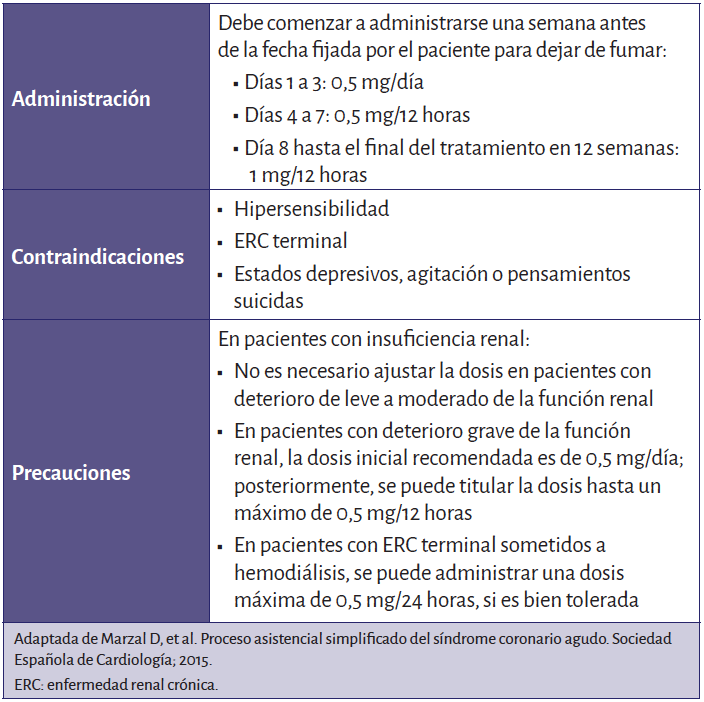 Administración
Debe comenzar a administrarse una semana antes
de la fecha fijada por el paciente para dejar de fumar:
▪ Días 1 a 3: 0,5 mg/día
▪ Días 4 a 7: 0,5 mg/12 horas
▪ Día 8 hasta el final del tratamiento en 12 semanas:
1 mg/12 horas
Contraindicaciones
▪ Hipersensibilidad
▪ ERC terminal
▪ Estados depresivos, agitación o pensamientos
suicidas
Precauciones
En pacientes con insuficiencia renal:
▪ No es necesario ajustar la dosis en pacientes con
deterioro de leve a moderado de la función renal
▪ En pacientes con deterioro grave de la función
renal, la dosis inicial recomendada es de 0,5 mg/día;
posteriormente, se puede titular la dosis hasta un
máximo de 0,5 mg/12 horas
▪ En pacientes con ERC terminal sometidos a
hemodiálisis, se puede administrar una dosis
máxima de 0,5 mg/24 horas, si es bien tolerada
Adaptada de Marzal D, et al. Proceso asistencial simplificado del síndrome coronario agudo. Sociedad
Española de Cardiología; 2015.
ERC: enfermedad renal crónica.